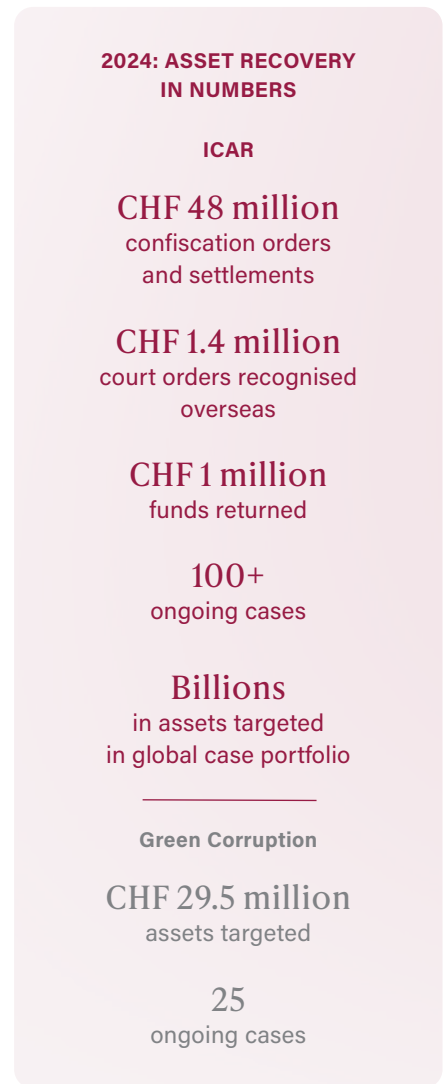 2024: ASSET RECOVERY
IN NUMBERS
ICAR
CHF 48 million
confiscation orders
and settlements
CHF 1.4 million
court orders recognised
overseas
CHF 1 million
funds returned
100+
ongoing cases
Billions
in assets targeted
in global case portfolio
Green Corruption
CHF 29.5 million
assets targeted
25
ongoing cases